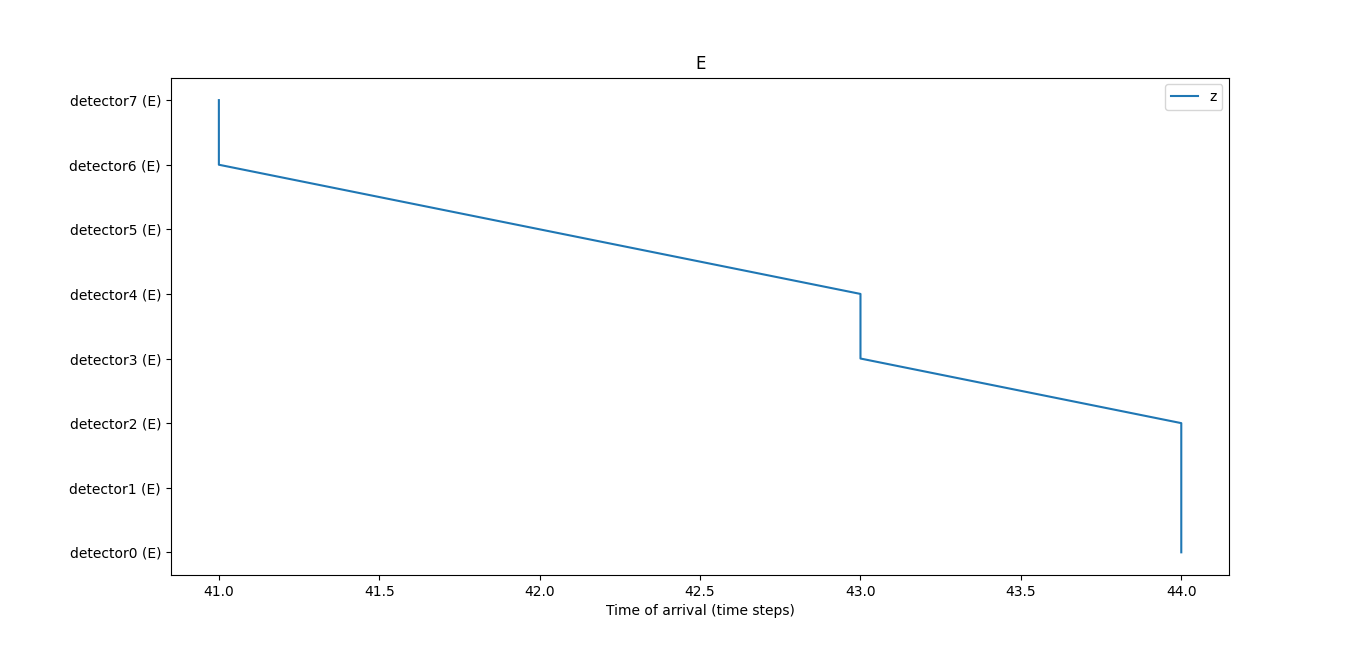 E
z
detector7 (E)
detector6 (E)
detector5 (E)
detector4 (E)
detector3 (E)
detector2 (E)
detector1 (E)
detector0 (E)
41.0 41.5 42.0 42.5 43.0 43.5 44.0
Time of arrival (time steps)